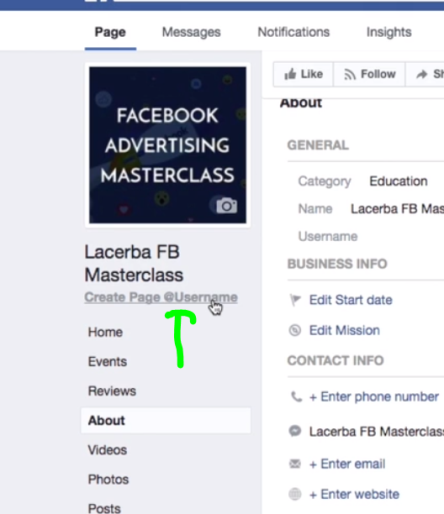 Page Messages Notifications Insights
FACEBOOK
ADVERTISING
MASTERCLASS
Lacerba FB
Masterclass
Create Page @Username
Home
Events
Reviews
About
Videos
Photos
Posts
Like Follow Sh
About
GENERAL
Category Education
Name Lacerba FB Mas
Username
BUSINESS INFO
Edit Start date
Edit Mission
CONTACT INFO
+ Enter phone number
Lacerba FB Masterclass
+ Enter email
+ Enter website